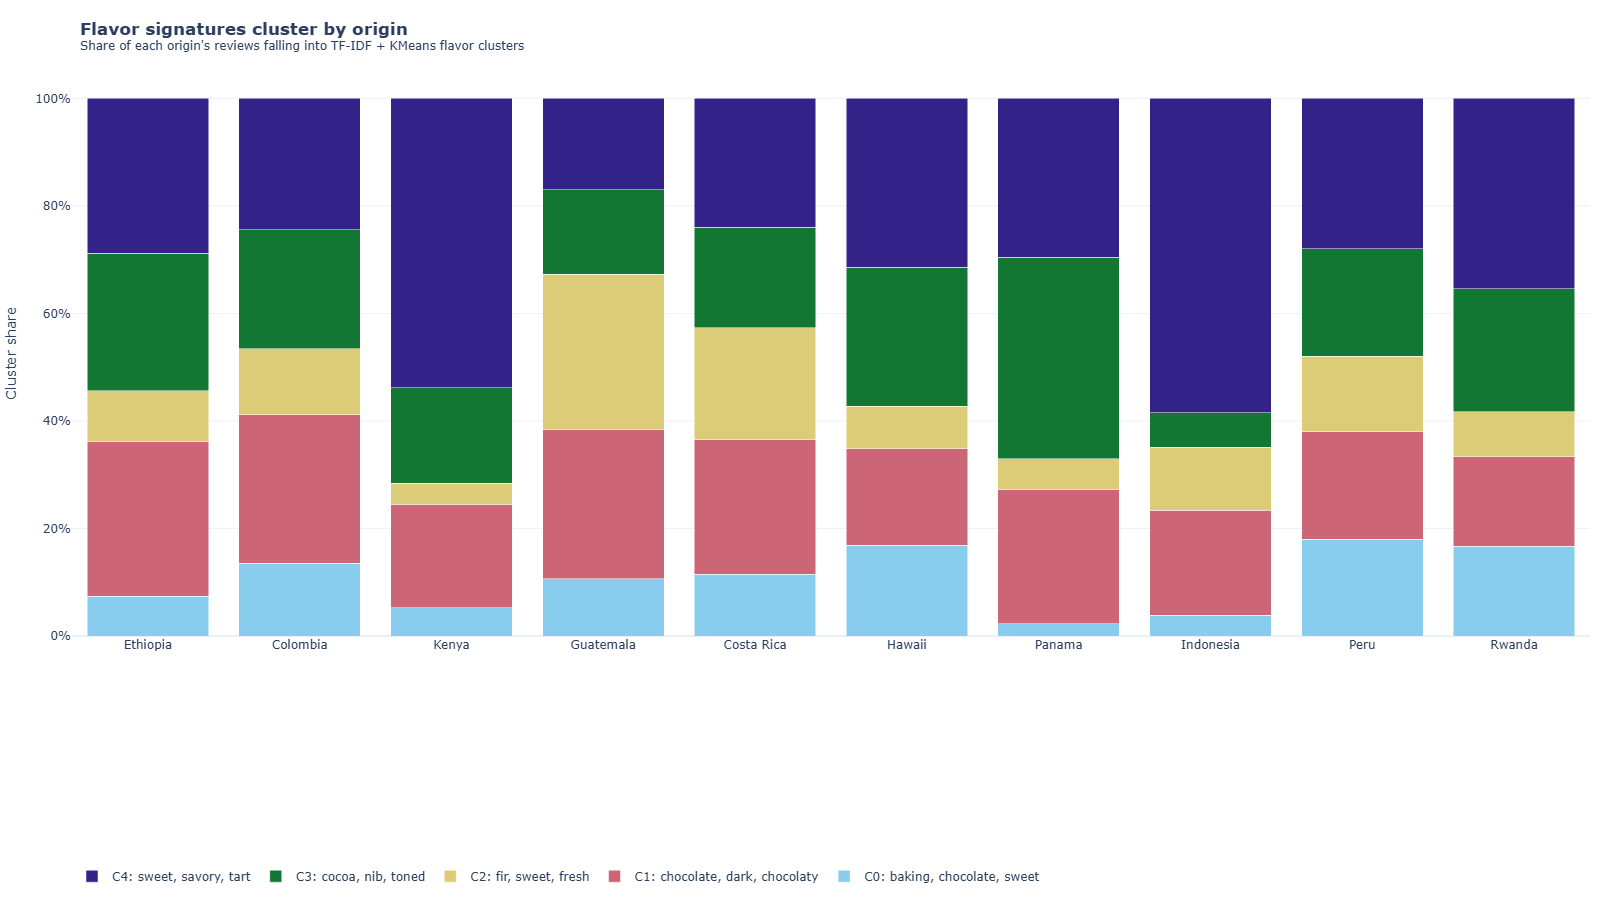 Flavor signatures cluster by origin
Share of each origin's reviews falling into TF-IDF + KMeans flavor clusters
Cluster share
100%
80%
60%
40%
20%
0%
Ethiopia
Colombia
Kenya
Guatemala
Costa Rica
Hawaii
Panama
Indonesia
Peru
Rwanda
C4: sweet, savory, tart
C3: cocoa, nib, toned
C2: fir, sweet, fresh
C1: chocolate, dark, chocolaty
C0: baking, chocolate, sweet